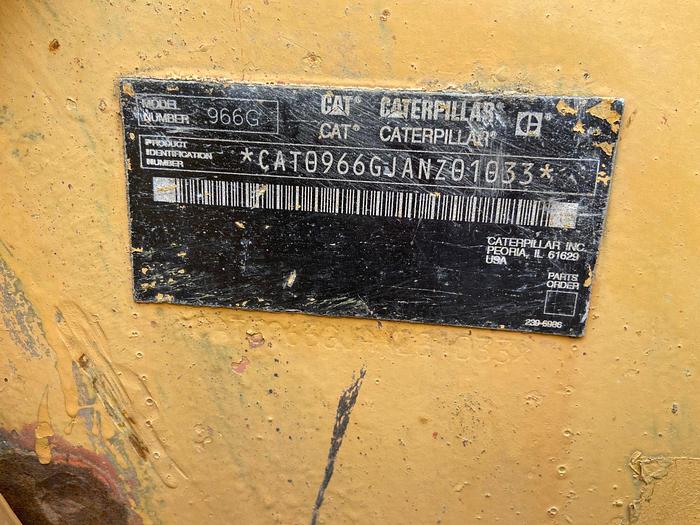 MODEL NUMBER 966G
CAT® CATERPILLAR®
CAT® CATERPILLAR®
PRODUCT IDENTIFICATION NUMBER *CAT0966GJANZ01033*
CATERPILLAR INC.
PEORIA, IL 61629
USA
PARTS
ORDER
239-6986